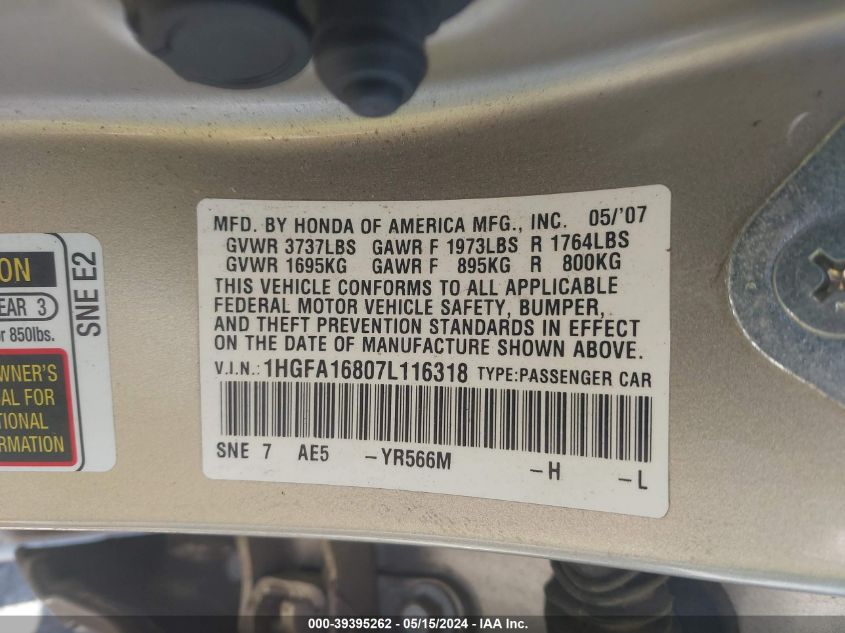 MFD. BY HONDA OF AMERICA MFG., INC. 05/'07
GVWR 3737LBS GAWR F 1973LBS R 1764LBS
GVWR 1695KG GAWR F 895KG R 800KG
THIS VEHICLE CONFORMS TO ALL APPLICABLE
FEDERAL MOTOR VEHICLE SAFETY, BUMPER,
AND THEFT PREVENTION STANDARDS IN EFFECT
ON THE DATE OF MANUFACTURE SHOWN ABOVE.
V.I.N.: 1HGFA16807L116318 TYPE:PASSENGER CAR
SNE 7 AE5 -YR566M -H -L
ON
EAR 3
r 850lbs.
WNER'S
AL FOR
TIONAL
ORMATION
SNE E2
000-39395262 - 05/15/2024 - IAA Inc.